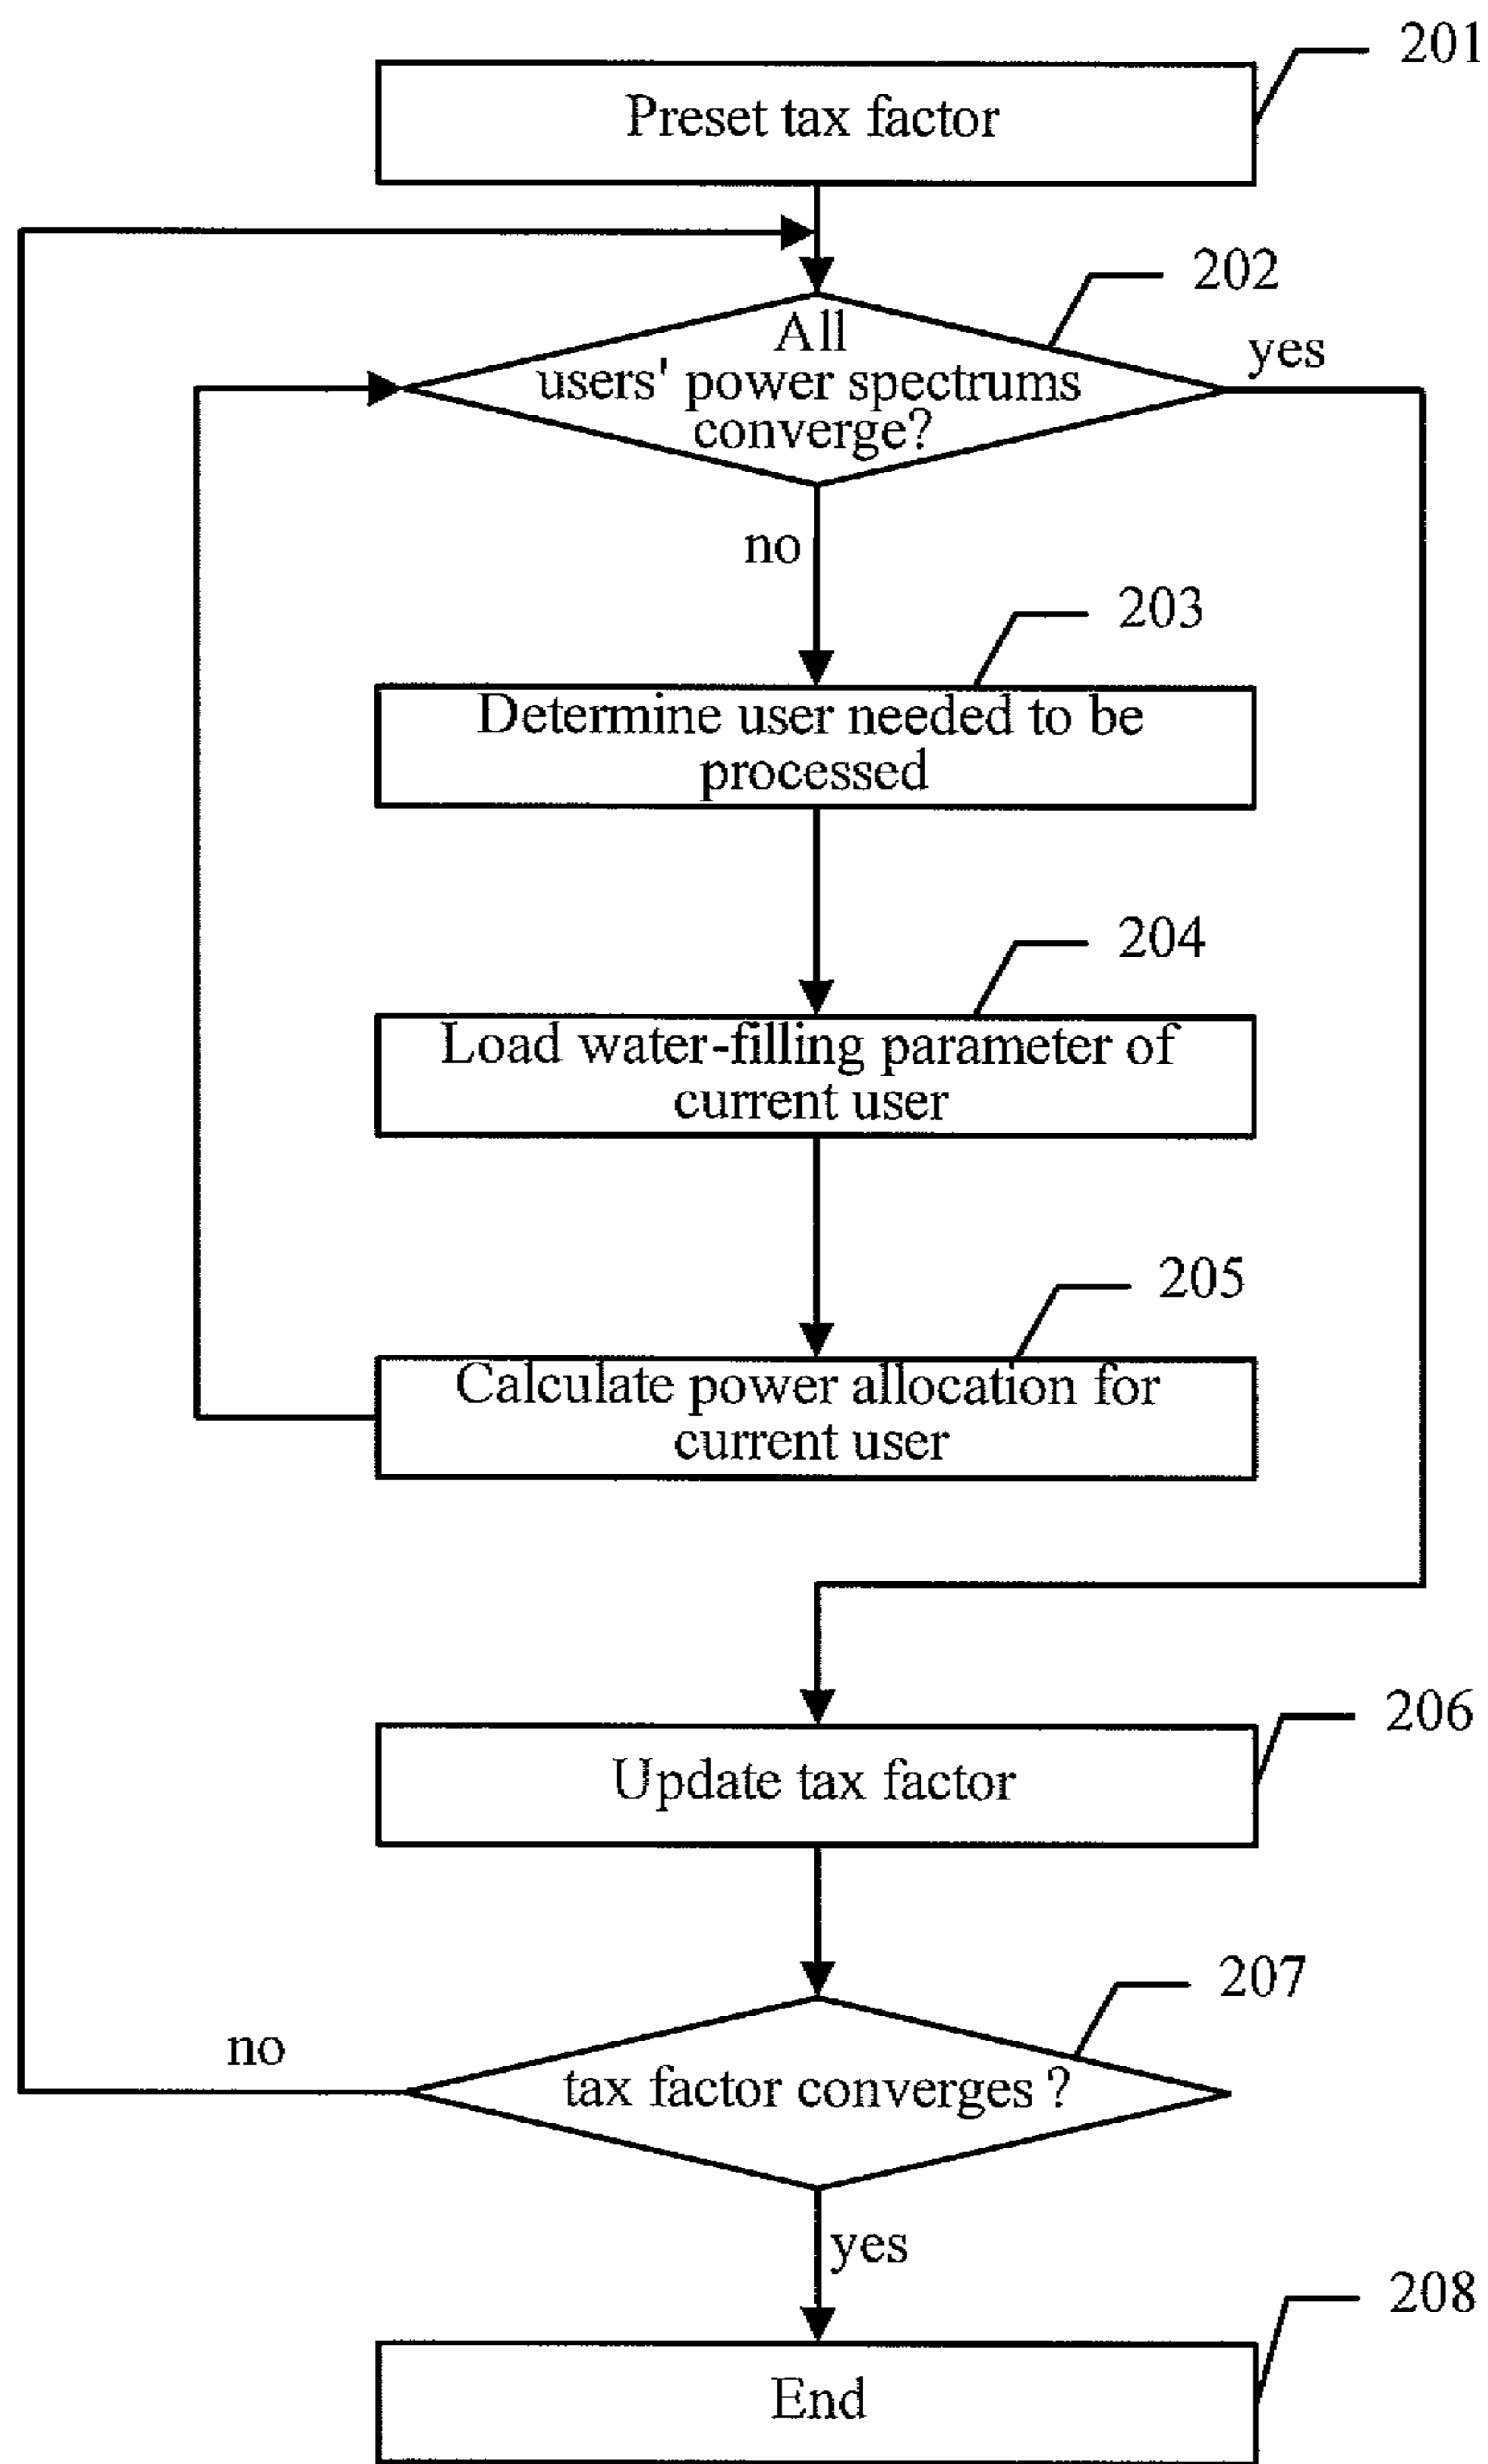 201
Preset tax factor
202
All
users' power spectrums
converge?
yes
no
203
Determine user needed to be
processed
204
Load water-filling parameter of
current user
205
Calculate power allocation for
current user
206
Update tax factor
207
no
tax factor converges ?
yes
208
End